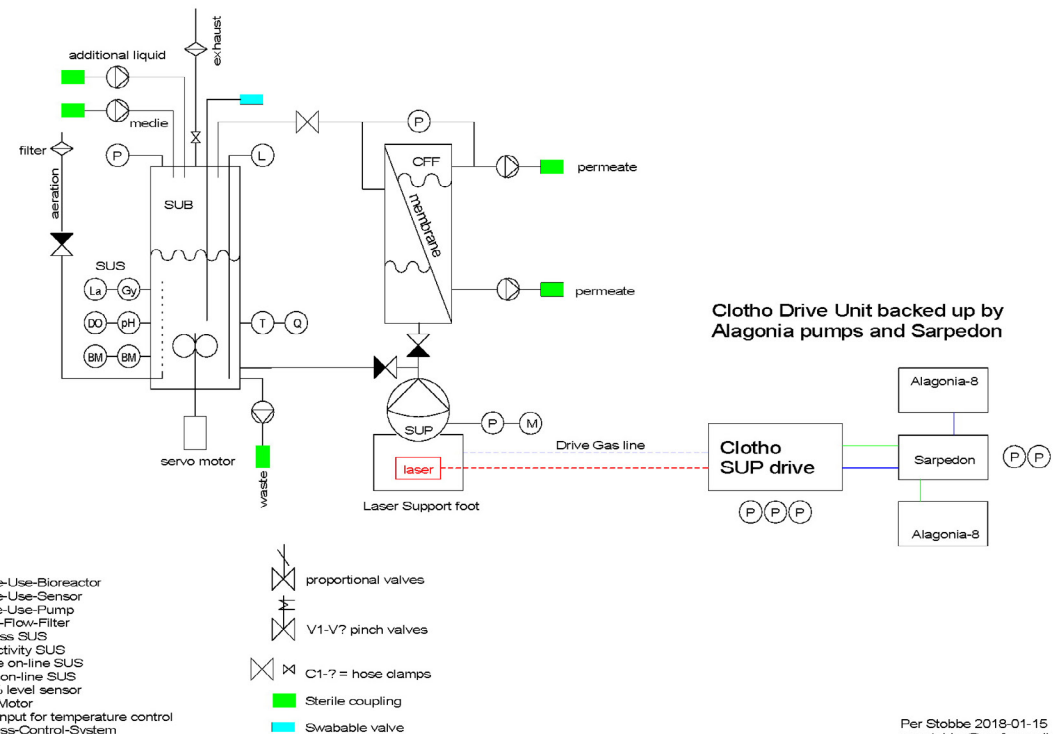 exhaust
additional liquid
medie
filter
aeration
P
L
P
SUB
CFF
membrane
permeate
permeate
SUS
La
Gy
DO
pH
BM
BM
T
Q
servo motor
waste
SUP
P
M
laser
Laser Support foot
Drive Gas line
Clotho Drive Unit backed up by
Alagonia pumps and Sarpedon
Clotho
SUP drive
P
P
P
Alagonia-8
Sarpedon
P
P
Alagonia-8
e-Use-Bioreactor
e-Use-Sensor
e-Use-Pump
-Flow-Filter
ss SUS
ctivity SUS
e on-line SUS
on-line SUS
level sensor
Motor
nput for temperature control
ss-Control-System
proportional valves
V1-V? pinch valves
C1-? = hose clamps
Sterile coupling
Swabable valve
Per Stobbe 2018-01-15